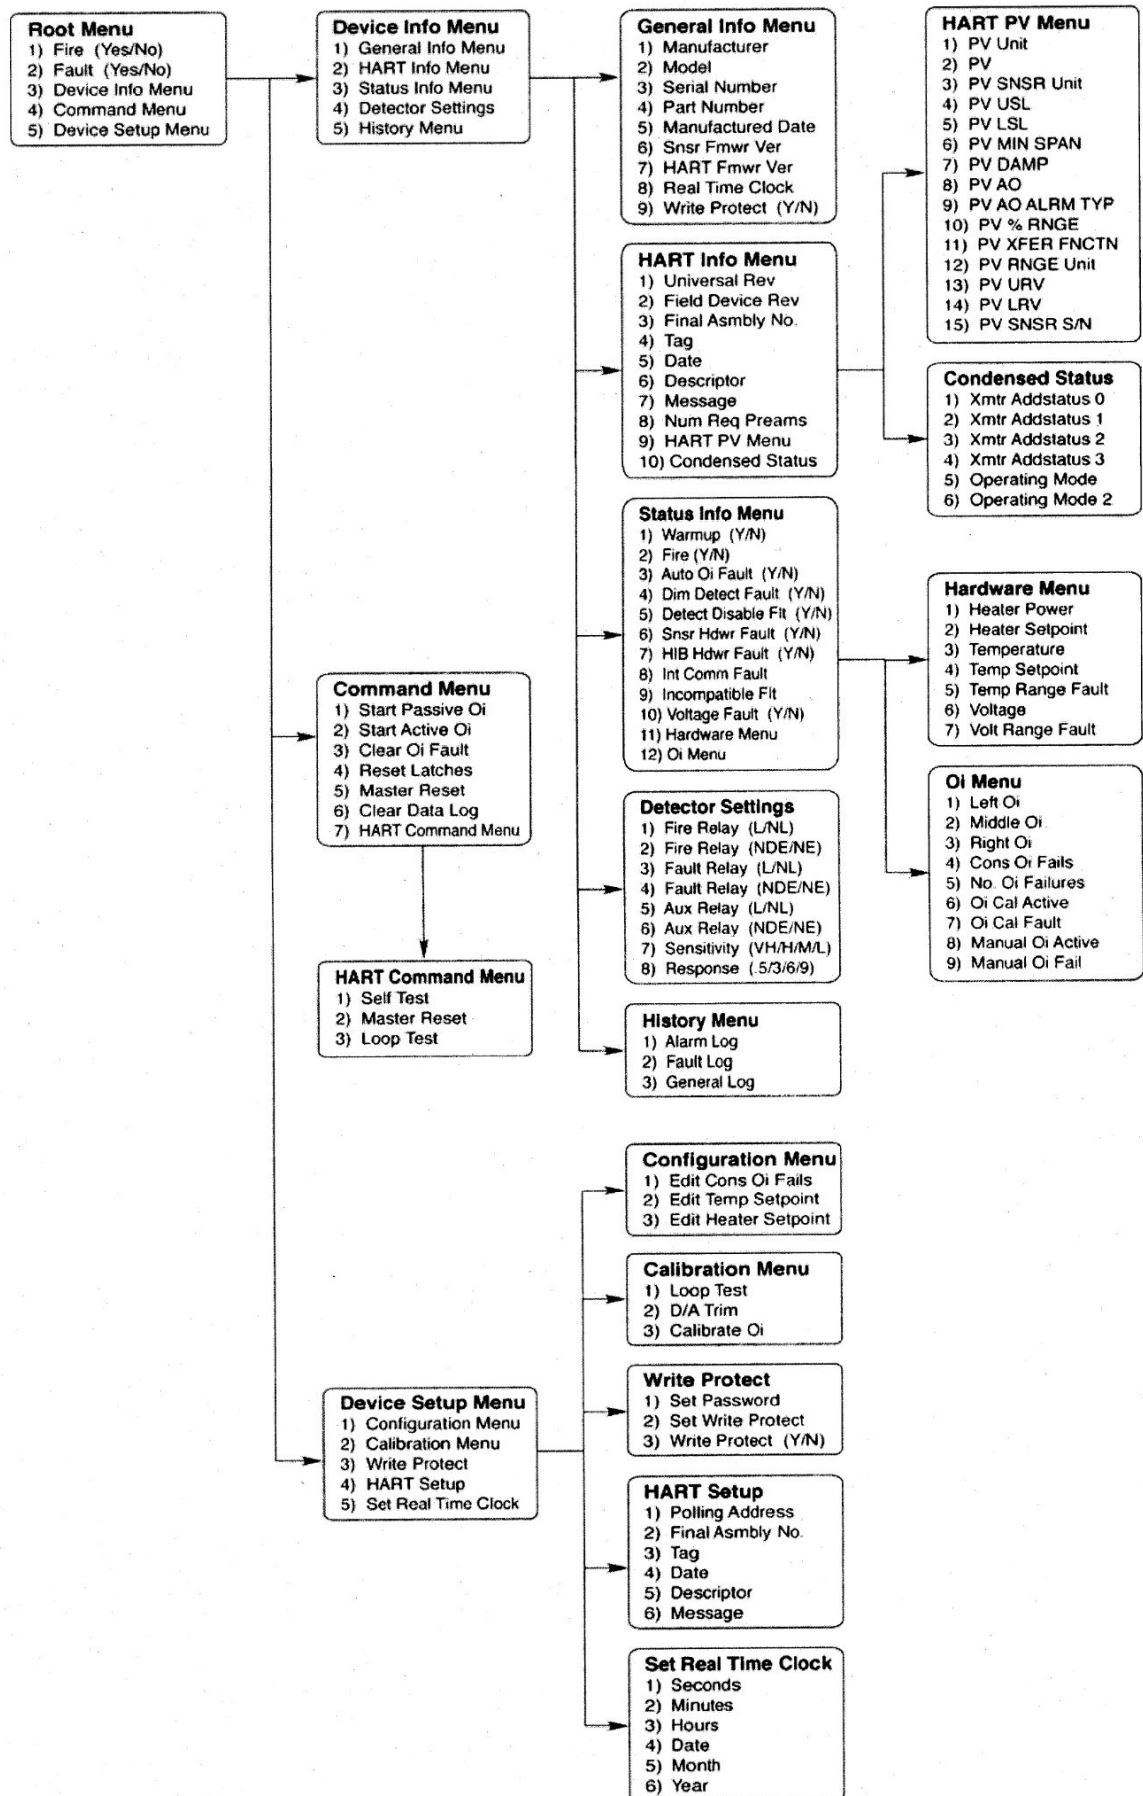 Root Menu
1) Fire (Yes/No)
2) Fault (Yes/No)
3) Device Info Menu
4) Command Menu
5) Device Setup Menu
Device Info Menu
1) General Info Menu
2) HART Info Menu
3) Status Info Menu
4) Detector Settings
5) History Menu
General Info Menu
1) Manufacturer
2) Model
3) Serial Number
4) Part Number
5) Manufactured Date
6) Snsr Fmwr Ver
7) HART Fmwr Ver
8) Real Time Clock
9) Write Protect (Y/N)
HART PV Menu
1) PV Unit
2) PV
3) PV SNSR Unit
4) PV USL
5) PV LSL
6) PV MIN SPAN
7) PV DAMP
8) PV AO
9) PV AO ALRM TYP
10) PV % RNGE
11) PV XFER FNCTN
12) PV RNGE Unit
13) PV URV
14) PV LRV
15) PV SNSR S/N
HART Info Menu
1) Universal Rev
2) Field Device Rev
3) Final Asmbly No.
4) Tag
5) Date
6) Descriptor
7) Message
8) Num Req Preams
9) HART PV Menu
10) Condensed Status
Condensed Status
1) Xmtr Addstatus 0
2) Xmtr Addstatus 1
3) Xmtr Addstatus 2
4) Xmtr Addstatus 3
5) Operating Mode
6) Operating Mode 2
Status Info Menu
1) Warmup (Y/N)
2) Fire (Y/N)
3) Auto Oi Fault (Y/N)
4) Dim Detect Fault (Y/N)
5) Detect Disable Flt (Y/N)
6) Snsr Hdwr Fault (Y/N)
7) HIB Hdwr Fault (Y/N)
8) Int Comm Fault
9) Incompatible Flt
10) Voltage Fault (Y/N)
11) Hardware Menu
12) Oi Menu
Hardware Menu
1) Heater Power
2) Heater Setpoint
3) Temperature
4) Temp Setpoint
5) Temp Range Fault
6) Voltage
7) Volt Range Fault
Command Menu
1) Start Passive Oi
2) Start Active Oi
3) Clear Oi Fault
4) Reset Latches
5) Master Reset
6) Clear Data Log
7) HART Command Menu
Oi Menu
1) Left Oi
2) Middle Oi
3) Right Oi
4) Cons Oi Fails
5) No. Oi Failures
6) Oi Cal Active
7) Oi Cal Fault
8) Manual Oi Active
9) Manual Oi Fail
Detector Settings
1) Fire Relay (L/NL)
2) Fire Relay (NDE/NE)
3) Fault Relay (L/NL)
4) Fault Relay (NDE/NE)
5) Aux Relay (L/NL)
6) Aux Relay (NDE/NE)
7) Sensitivity (VH/H/M/L)
8) Response (.5/3/6/9)
HART Command Menu
1) Self Test
2) Master Reset
3) Loop Test
History Menu
1) Alarm Log
2) Fault Log
3) General Log
Configuration Menu
1) Edit Cons Oi Fails
2) Edit Temp Setpoint
3) Edit Heater Setpoint
Calibration Menu
1) Loop Test
2) D/A Trim
3) Calibrate Oi
Device Setup Menu
1) Configuration Menu
2) Calibration Menu
3) Write Protect
4) HART Setup
5) Set Real Time Clock
Write Protect
1) Set Password
2) Set Write Protect
3) Write Protect (Y/N)
HART Setup
1) Polling Address
2) Final Asmbly No.
3) Tag
4) Date
5) Descriptor
6) Message
Set Real Time Clock
1) Seconds
2) Minutes
3) Hours
4) Date
5) Month
6) Year